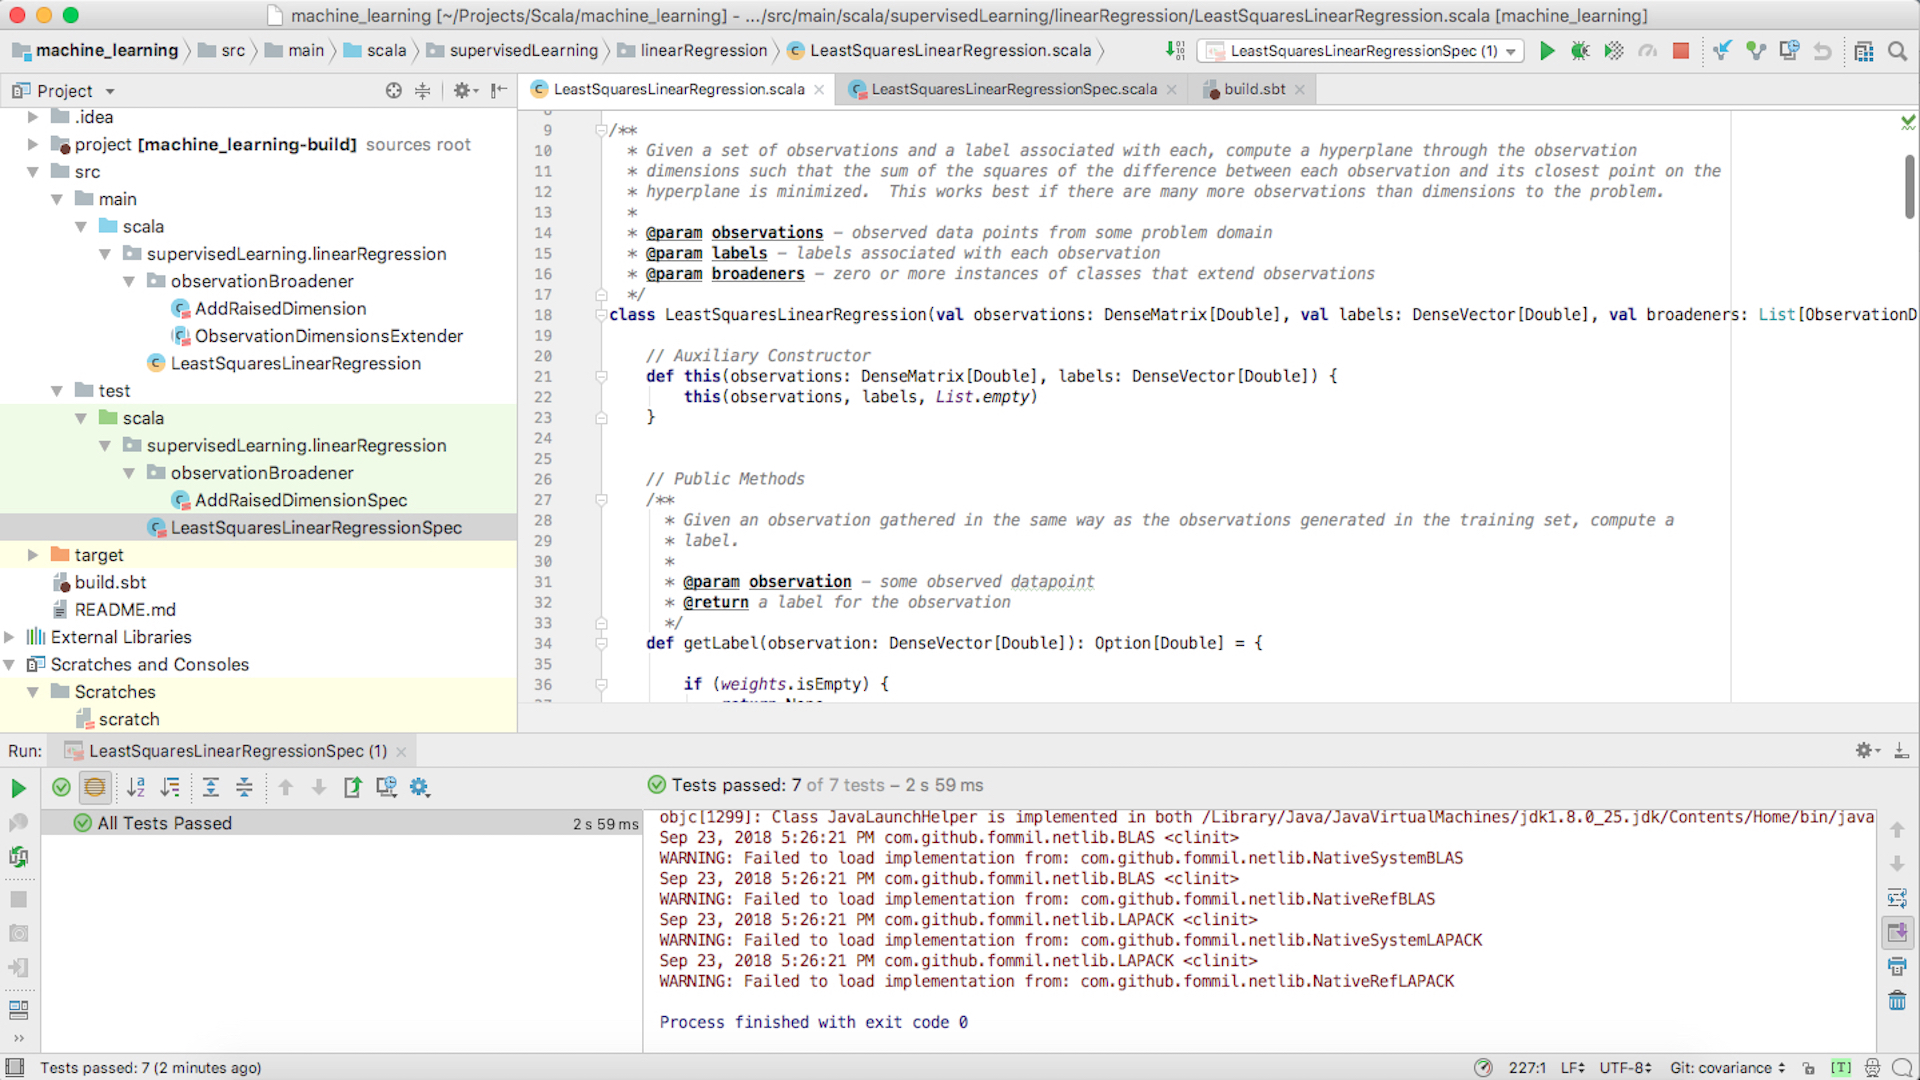 machine_learning [~/Projects/Scala/machine_learning] - .../src/main/scala/supervisedLearning/linearRegression/LeastSquaresLinearRegression.scala [machine_learning]
machine_learning src main scala supervisedLearning linearRegression LeastSquaresLinearRegression.scala LeastSquaresLinearRegressionSpec (1)
Project
.idea
project [machine_learning-build] sources root
src
main
scala
supervisedLearning.linearRegression
observationBroadener
AddRaisedDimension
ObservationDimensionsExtender
LeastSquaresLinearRegression
test
scala
supervisedLearning.linearRegression
observationBroadener
AddRaisedDimensionSpec
LeastSquaresLinearRegressionSpec
target
build.sbt
README.md
External Libraries
Scratches and Consoles
Scratches
scratch
LeastSquaresLinearRegression.scala LeastSquaresLinearRegressionSpec.scala build.sbt
9 /**
10 * Given a set of observations and a label associated with each, compute a hyperplane through the observation
11 * dimensions such that the sum of the squares of the difference between each observation and its closest point on the
12 * hyperplane is minimized.  This works best if there are many more observations than dimensions to the problem.
13 *
14 * @param observations – observed data points from some problem domain
15 * @param labels – labels associated with each observation
16 * @param broadeners – zero or more instances of classes that extend observations
17 */
18 class LeastSquaresLinearRegression(val observations: DenseMatrix[Double], val labels: DenseVector[Double], val broadeners: List[ObservationD
19
20 // Auxiliary Constructor
21 def this(observations: DenseMatrix[Double], labels: DenseVector[Double]) {
22 this(observations, labels, List.empty)
23 }
24
25
26 // Public Methods
27 /**
28 * Given an observation gathered in the same way as the observations generated in the training set, compute a
29 * label.
30 *
31 * @param observation – some observed datapoint
32 * @return a label for the observation
33 */
34 def getLabel(observation: DenseVector[Double]): Option[Double] = {
35
36 if (weights.isEmpty) {
37 return None
Run: LeastSquaresLinearRegressionSpec (1)
Tests passed: 7 of 7 tests – 2 s 59 ms
All Tests Passed 2 s 59 ms
objc[1299]: Class JavaLaunchHelper is implemented in both /Library/Java/JavaVirtualMachines/jdk1.8.0_25.jdk/Contents/Home/bin/java
Sep 23, 2018 5:26:21 PM com.github.fommil.netlib.BLAS <clinit>
WARNING: Failed to load implementation from: com.github.fommil.netlib.NativeSystemBLAS
Sep 23, 2018 5:26:21 PM com.github.fommil.netlib.BLAS <clinit>
WARNING: Failed to load implementation from: com.github.fommil.netlib.NativeRefBLAS
Sep 23, 2018 5:26:21 PM com.github.fommil.netlib.LAPACK <clinit>
WARNING: Failed to load implementation from: com.github.fommil.netlib.NativeSystemLAPACK
Sep 23, 2018 5:26:21 PM com.github.fommil.netlib.LAPACK <clinit>
WARNING: Failed to load implementation from: com.github.fommil.netlib.NativeRefLAPACK
Process finished with exit code 0
Tests passed: 7 (2 minutes ago) 227:1 LF UTF-8 Git: covariance [T]